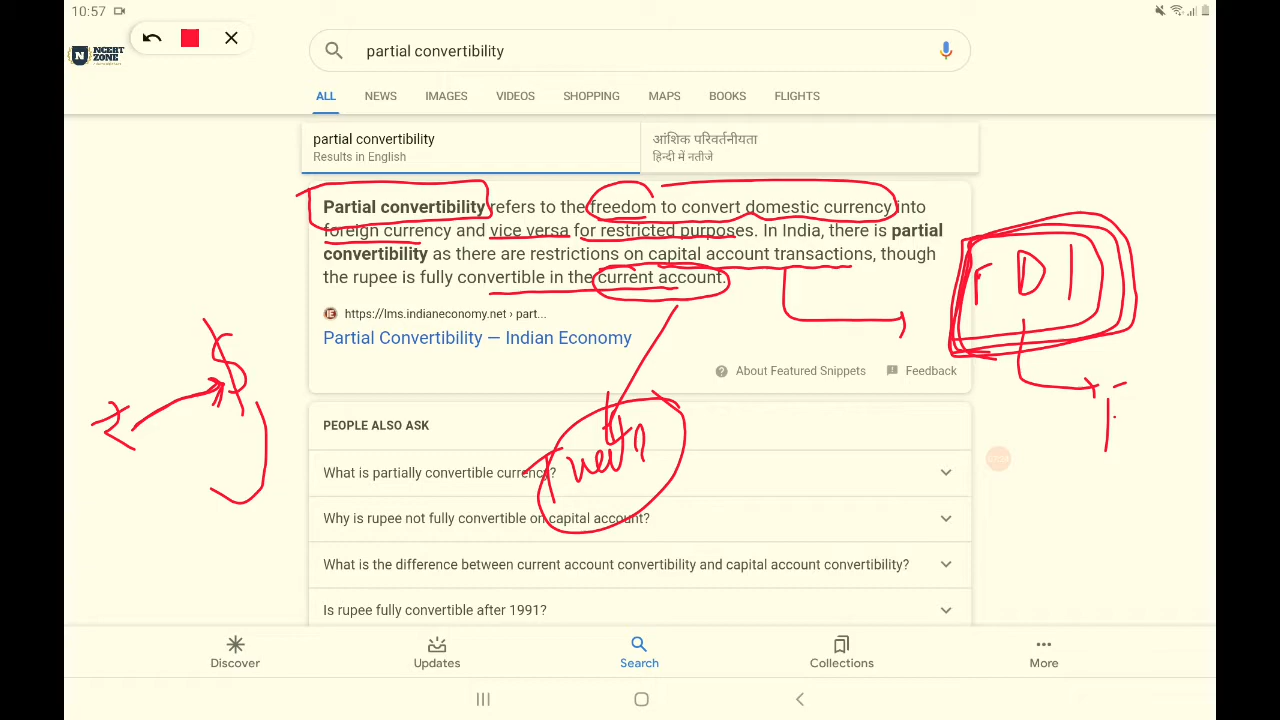 10:57
NCERT
ZONE
partial convertibility
ALL NEWS IMAGES VIDEOS SHOPPING MAPS BOOKS FLIGHTS
partial convertibility
Results in English
आंशिक परिवर्तनीयता
हिन्दी में नतीजे
Partial convertibility refers to the freedom to convert domestic currency into
foreign currency and vice versa for restricted purposes. In India, there is partial
convertibility as there are restrictions on capital account transactions, though
the rupee is fully convertible in the current account.
FDI
https://lms.indianeconomy.net › part...
Partial Convertibility — Indian Economy
$
₹
About Featured Snippets Feedback
PEOPLE ALSO ASK
What is partially convertible currency?
Why is rupee not fully convertible on capital account?
What is the difference between current account convertibility and capital account convertibility?
Is rupee fully convertible after 1991?
Discover Updates Search Collections More